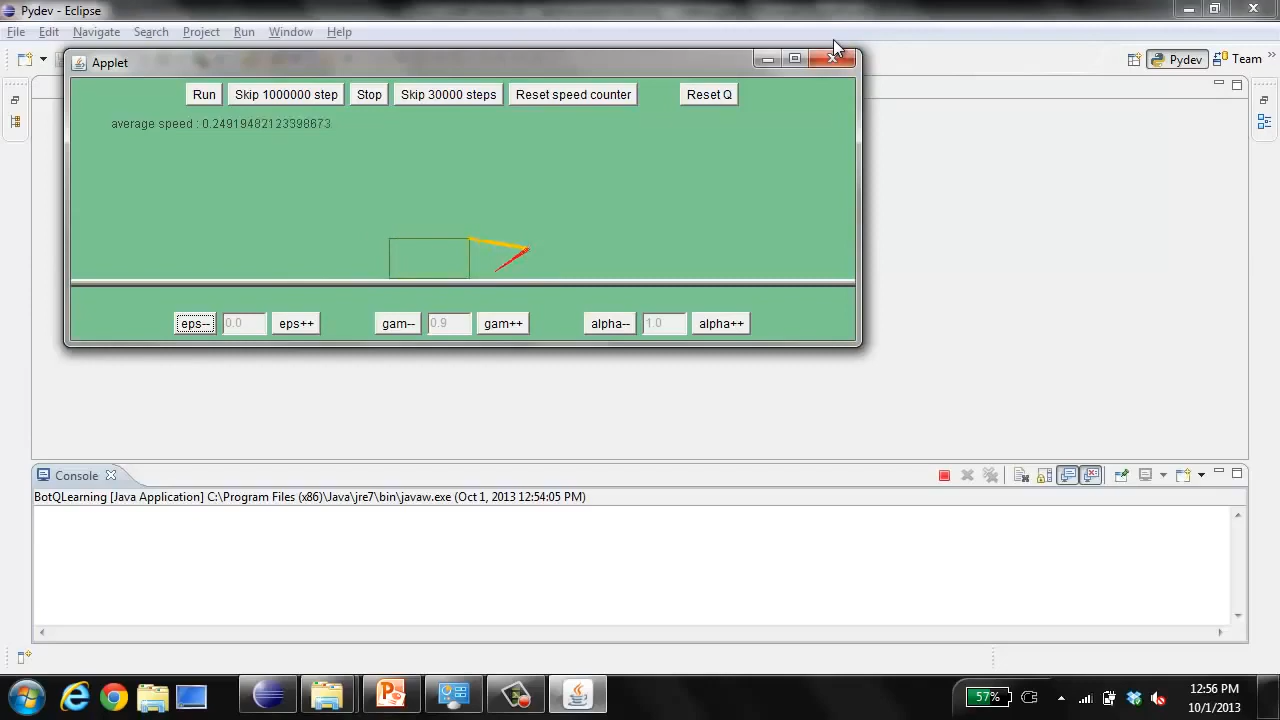 Pydev - Eclipse
File Edit Navigate Search Project Run Window Help
Applet
Pydev Team
Run Skip 1000000 step Stop Skip 30000 steps Reset speed counter Reset Q
average speed : 0.24919482123398673
eps-- 0.0 eps++ gam-- 0.9 gam++ alpha-- 1.0 alpha++
Console
BotQLearning [Java Application] C:\Program Files (x86)\Java\jre7\bin\javaw.exe (Oct 1, 2013 12:54:05 PM)
57%
12:56 PM
10/1/2013